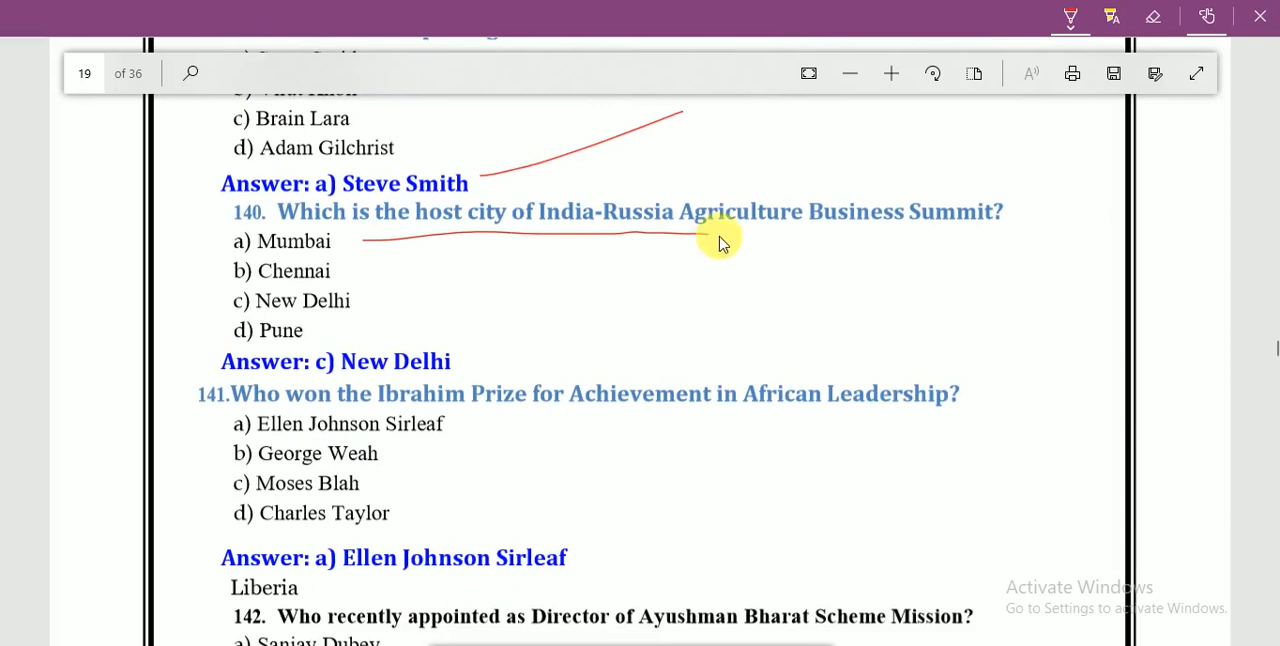 19 of 36
c) Brain Lara
d) Adam Gilchrist
Answer: a) Steve Smith
140. Which is the host city of India-Russia Agriculture Business Summit?
a) Mumbai
b) Chennai
c) New Delhi
d) Pune
Answer: c) New Delhi
141.Who won the Ibrahim Prize for Achievement in African Leadership?
a) Ellen Johnson Sirleaf
b) George Weah
c) Moses Blah
d) Charles Taylor
Answer: a) Ellen Johnson Sirleaf
Liberia
Activate Windows
Go to Settings to activate Windows.
142. Who recently appointed as Director of Ayushman Bharat Scheme Mission?
a) Sanjay Dubey